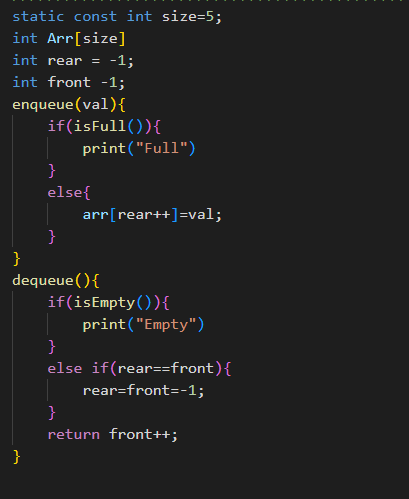 static const int size=5;
int Arr[size]
int rear = -1;
int front -1;
enqueue(val){
    if(isFull()){
        print("Full")
    }
    else{
        arr[rear++]=val;
    }
}
dequeue(){
    if(isEmpty()){
        print("Empty")
    }
    else if(rear==front){
        rear=front=-1;
    }
    return front++;
}